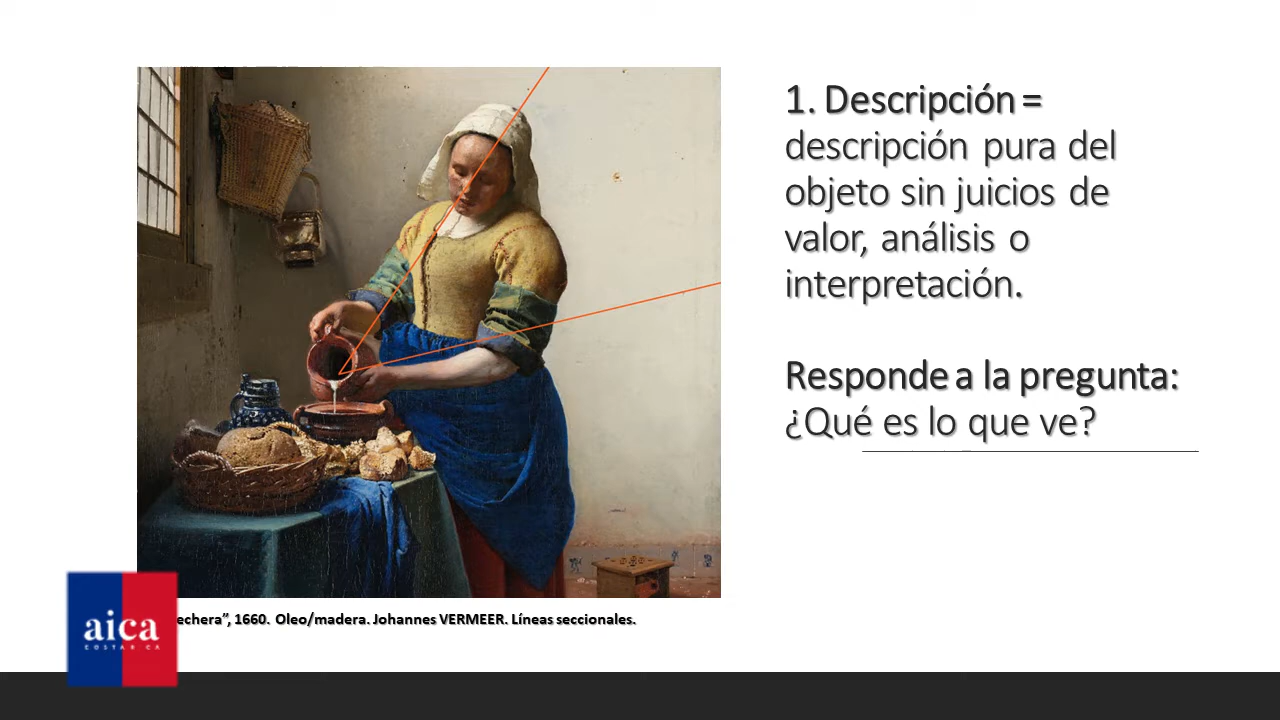 1. Descripción =
descripción pura del
objeto sin juicios de
valor, análisis o
interpretación.
Responde a la pregunta:
¿Qué es lo que ve?
echera”, 1660. Oleo/madera. Johannes VERMEER. Líneas seccionales.
aica
COSTARICA